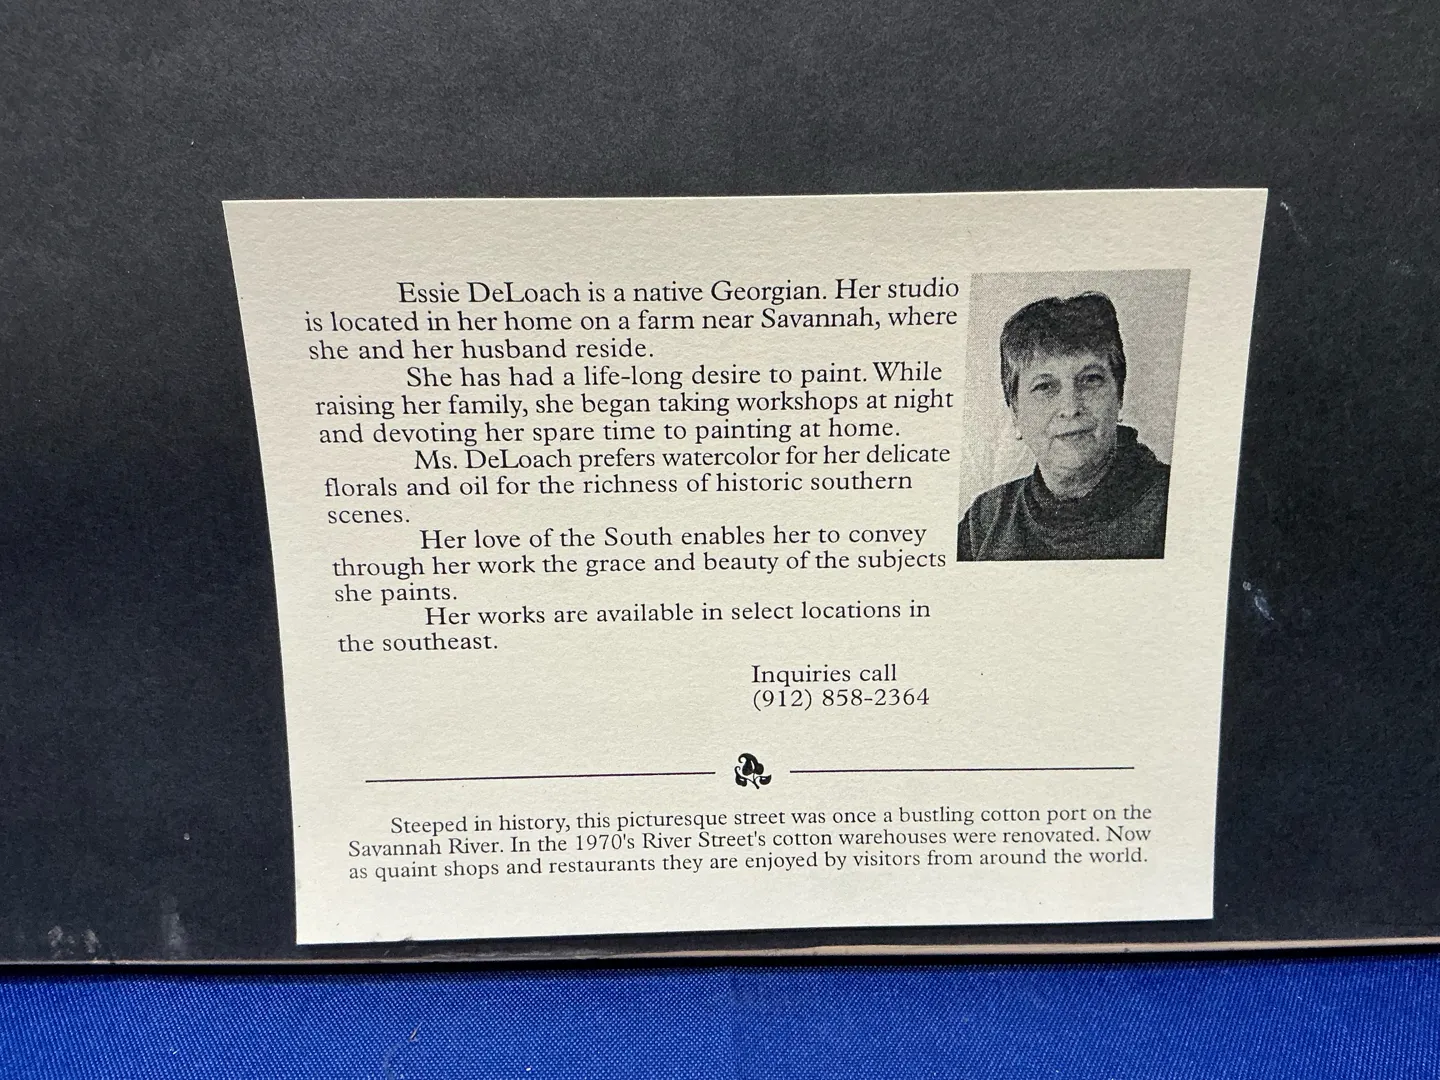 Essie DeLoach is a native Georgian. Her studio
is located in her home on a farm near Savannah, where
she and her husband reside.
She has had a life-long desire to paint. While
raising her family, she began taking workshops at night
and devoting her spare time to painting at home.
Ms. DeLoach prefers watercolor for her delicate
florals and oil for the richness of historic southern
scenes.
Her love of the South enables her to convey
through her work the grace and beauty of the subjects
she paints.
Her works are available in select locations in
the southeast.
Inquiries call
(912) 858-2364
Steeped in history, this picturesque street was once a bustling cotton port on the
Savannah River. In the 1970's River Street's cotton warehouses were renovated. Now
as quaint shops and restaurants they are enjoyed by visitors from around the world.